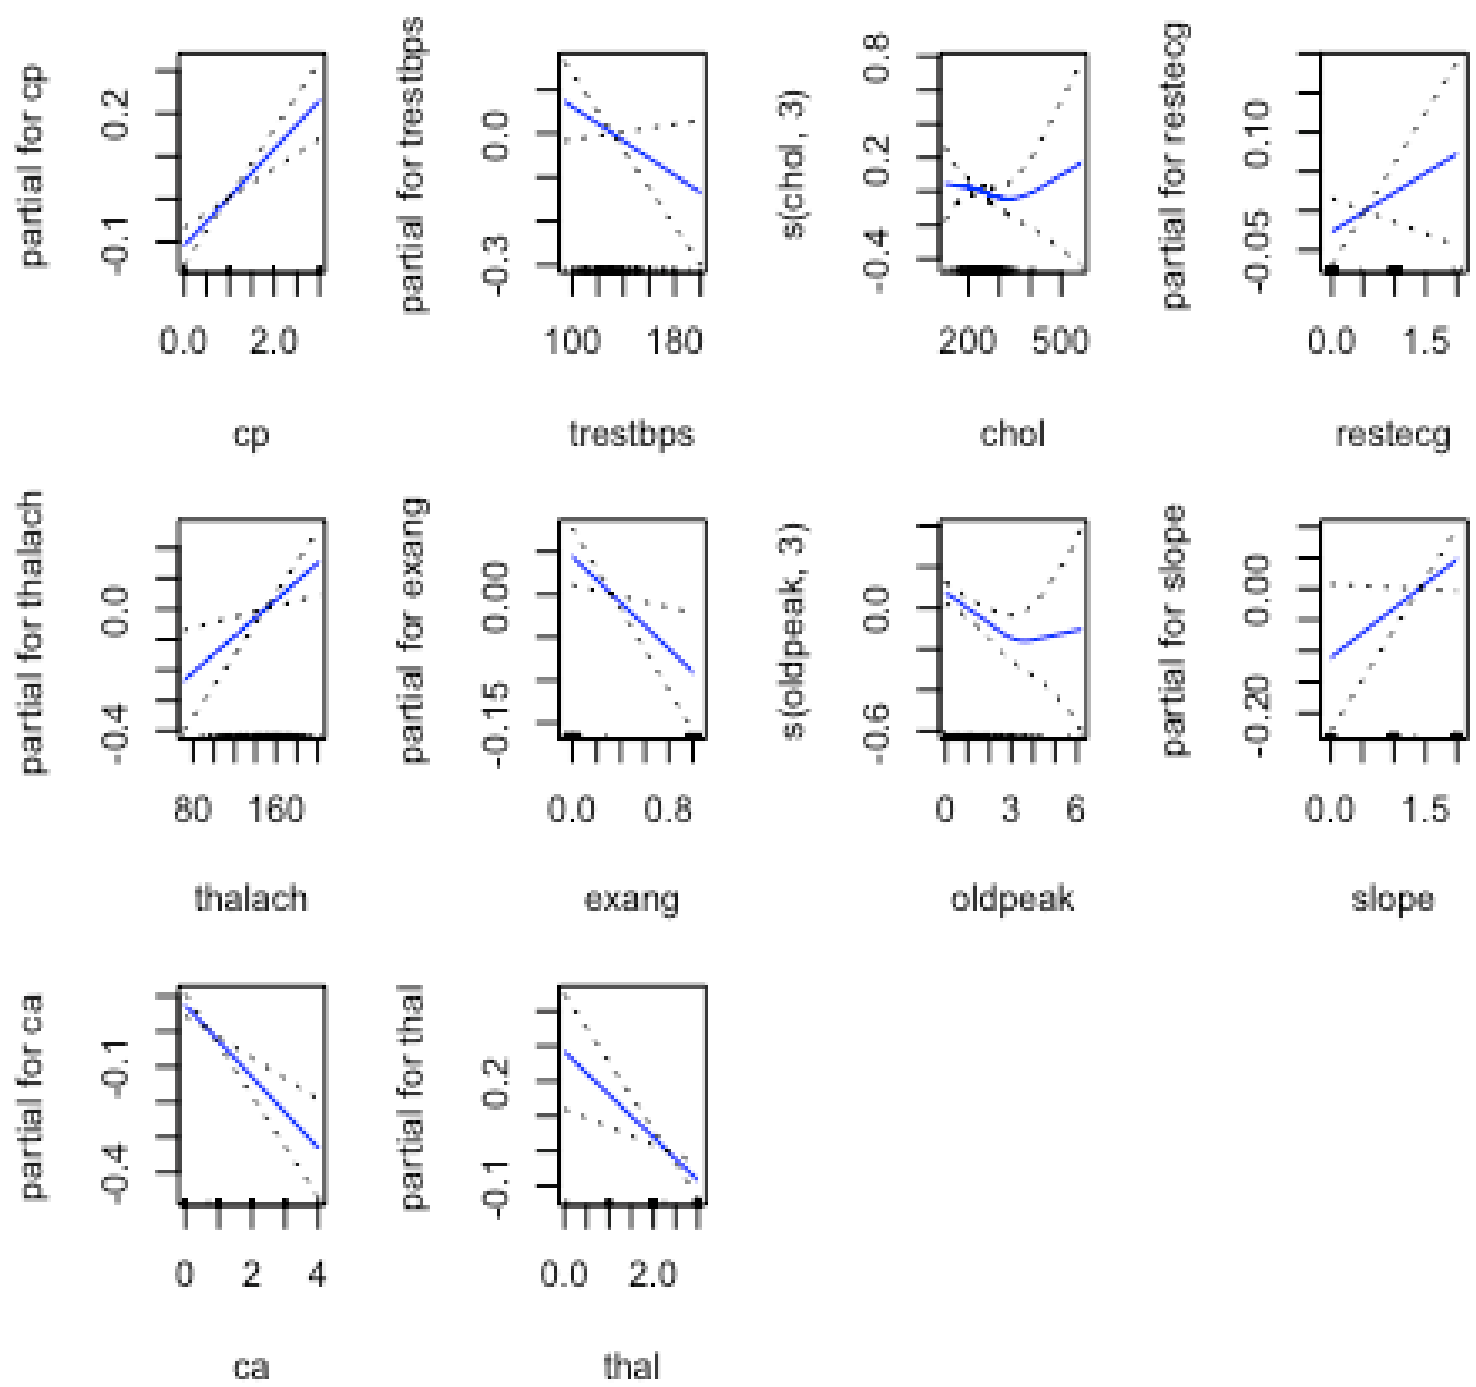 partial for cp
0.2
-0.1
0.0 2.0
cp
partial for trestbps
0.0
-0.3
100 180
trestbps
s(chol, 3)
0.8
0.2
-0.4
200 500
chol
partial for restecg
0.10
-0.05
0.0 1.5
restecg
partial for thalach
0.0
-0.4
80 160
thalach
partial for exang
0.00
-0.15
0.0 0.8
exang
s(oldpeak, 3)
0.0
-0.6
0 3 6
oldpeak
partial for slope
0.00
-0.20
0.0 1.5
slope
partial for ca
-0.1
-0.4
0 2 4
ca
partial for thal
0.2
-0.1
0.0 2.0
thal